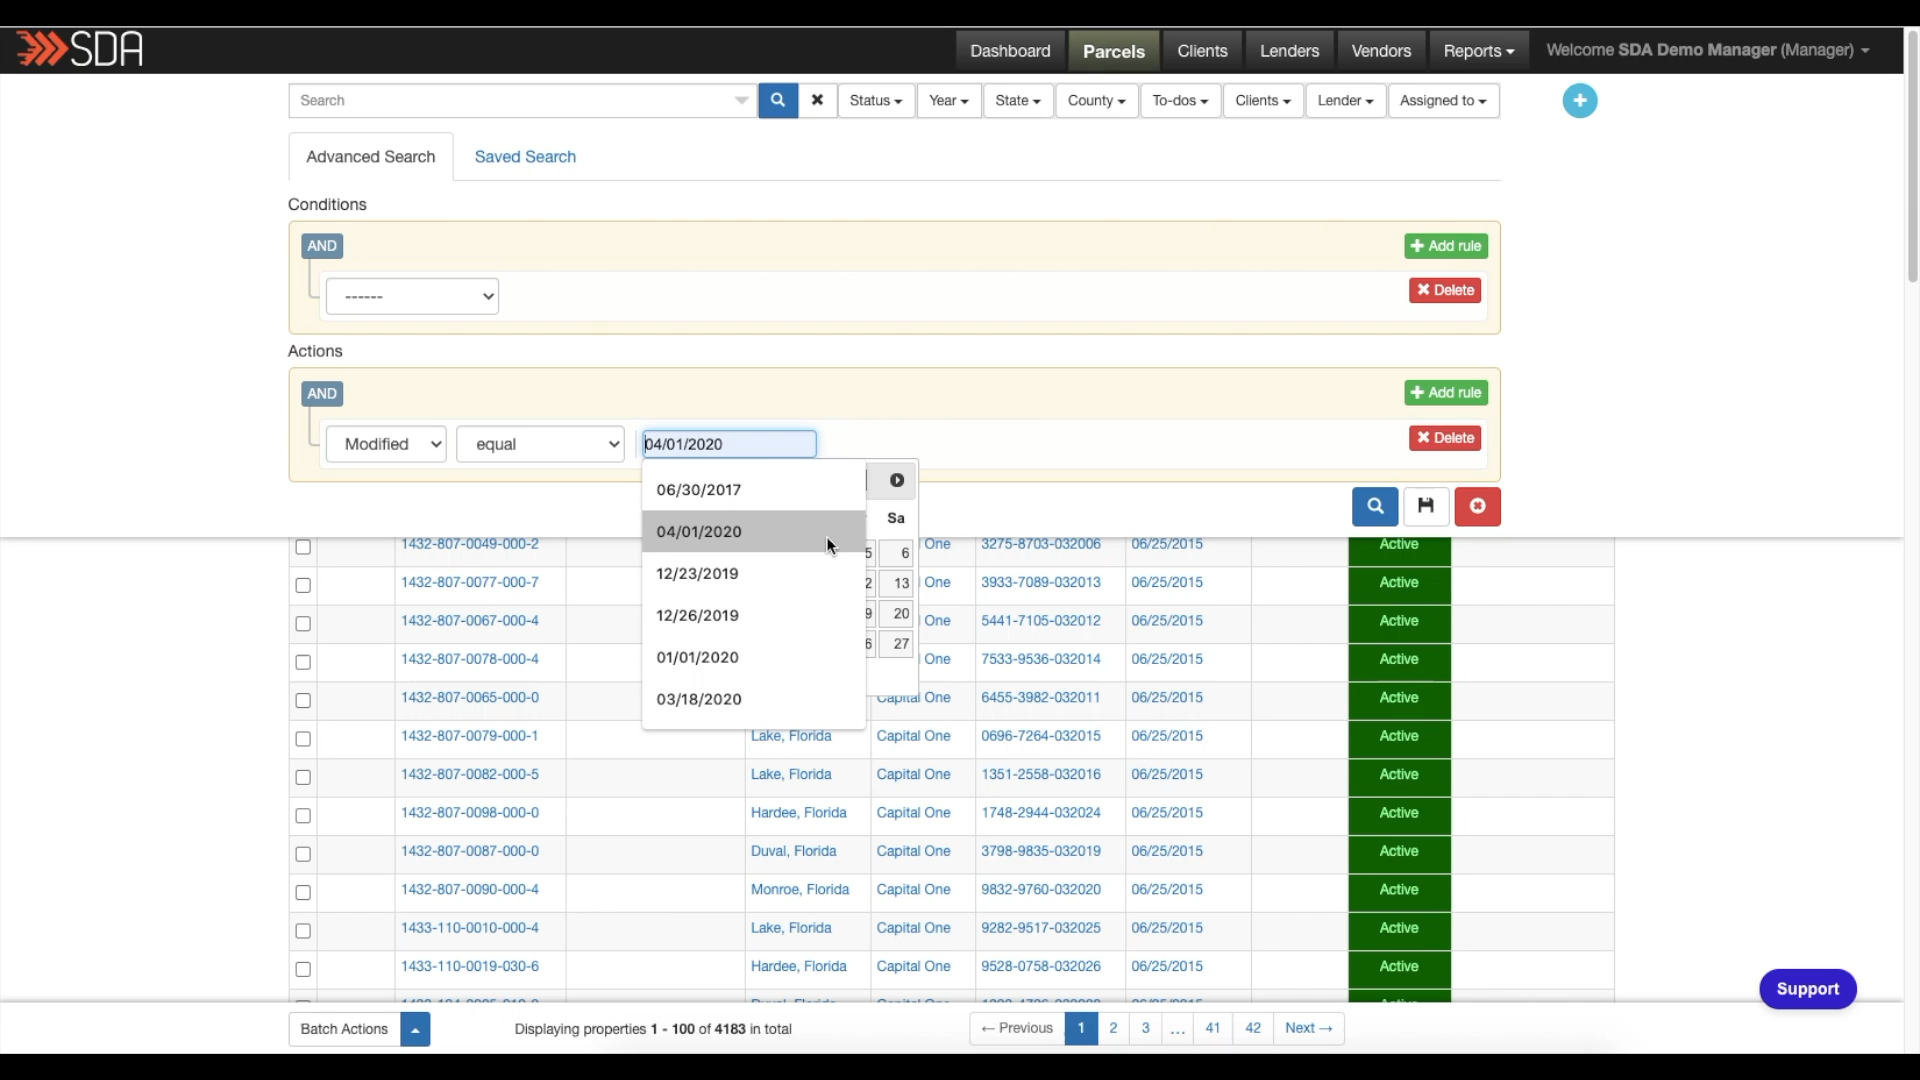 SDA
Dashboard Parcels Clients Lenders Vendors Reports Welcome SDA Demo Manager (Manager)
Search Status Year State County To-dos Clients Lender Assigned to
Advanced Search Saved Search
Conditions
AND Add rule
------ Delete
Actions
AND Add rule
Modified equal 04/01/2020 Delete
06/30/2017
Sa
04/01/2020
12/23/2019
12/26/2019
01/01/2020
03/18/2020
5 6
2 13
9 20
6 27
1432-807-0049-000-2 One 3275-8703-032006 06/25/2015 Active
1432-807-0077-000-7 One 3933-7089-032013 06/25/2015 Active
1432-807-0067-000-4 One 5441-7105-032012 06/25/2015 Active
1432-807-0078-000-4 One 7533-9536-032014 06/25/2015 Active
1432-807-0065-000-0 Capital One 6455-3982-032011 06/25/2015 Active
1432-807-0079-000-1 Lake, Florida Capital One 0696-7264-032015 06/25/2015 Active
1432-807-0082-000-5 Lake, Florida Capital One 1351-2558-032016 06/25/2015 Active
1432-807-0098-000-0 Hardee, Florida Capital One 1748-2944-032024 06/25/2015 Active
1432-807-0087-000-0 Duval, Florida Capital One 3798-9835-032019 06/25/2015 Active
1432-807-0090-000-4 Monroe, Florida Capital One 9832-9760-032020 06/25/2015 Active
1433-110-0010-000-4 Lake, Florida Capital One 9282-9517-032025 06/25/2015 Active
1433-110-0019-030-6 Hardee, Florida Capital One 9528-0758-032026 06/25/2015 Active
Support
Batch Actions Displaying properties 1 - 100 of 4183 in total ← Previous 1 2 3 … 41 42 Next →